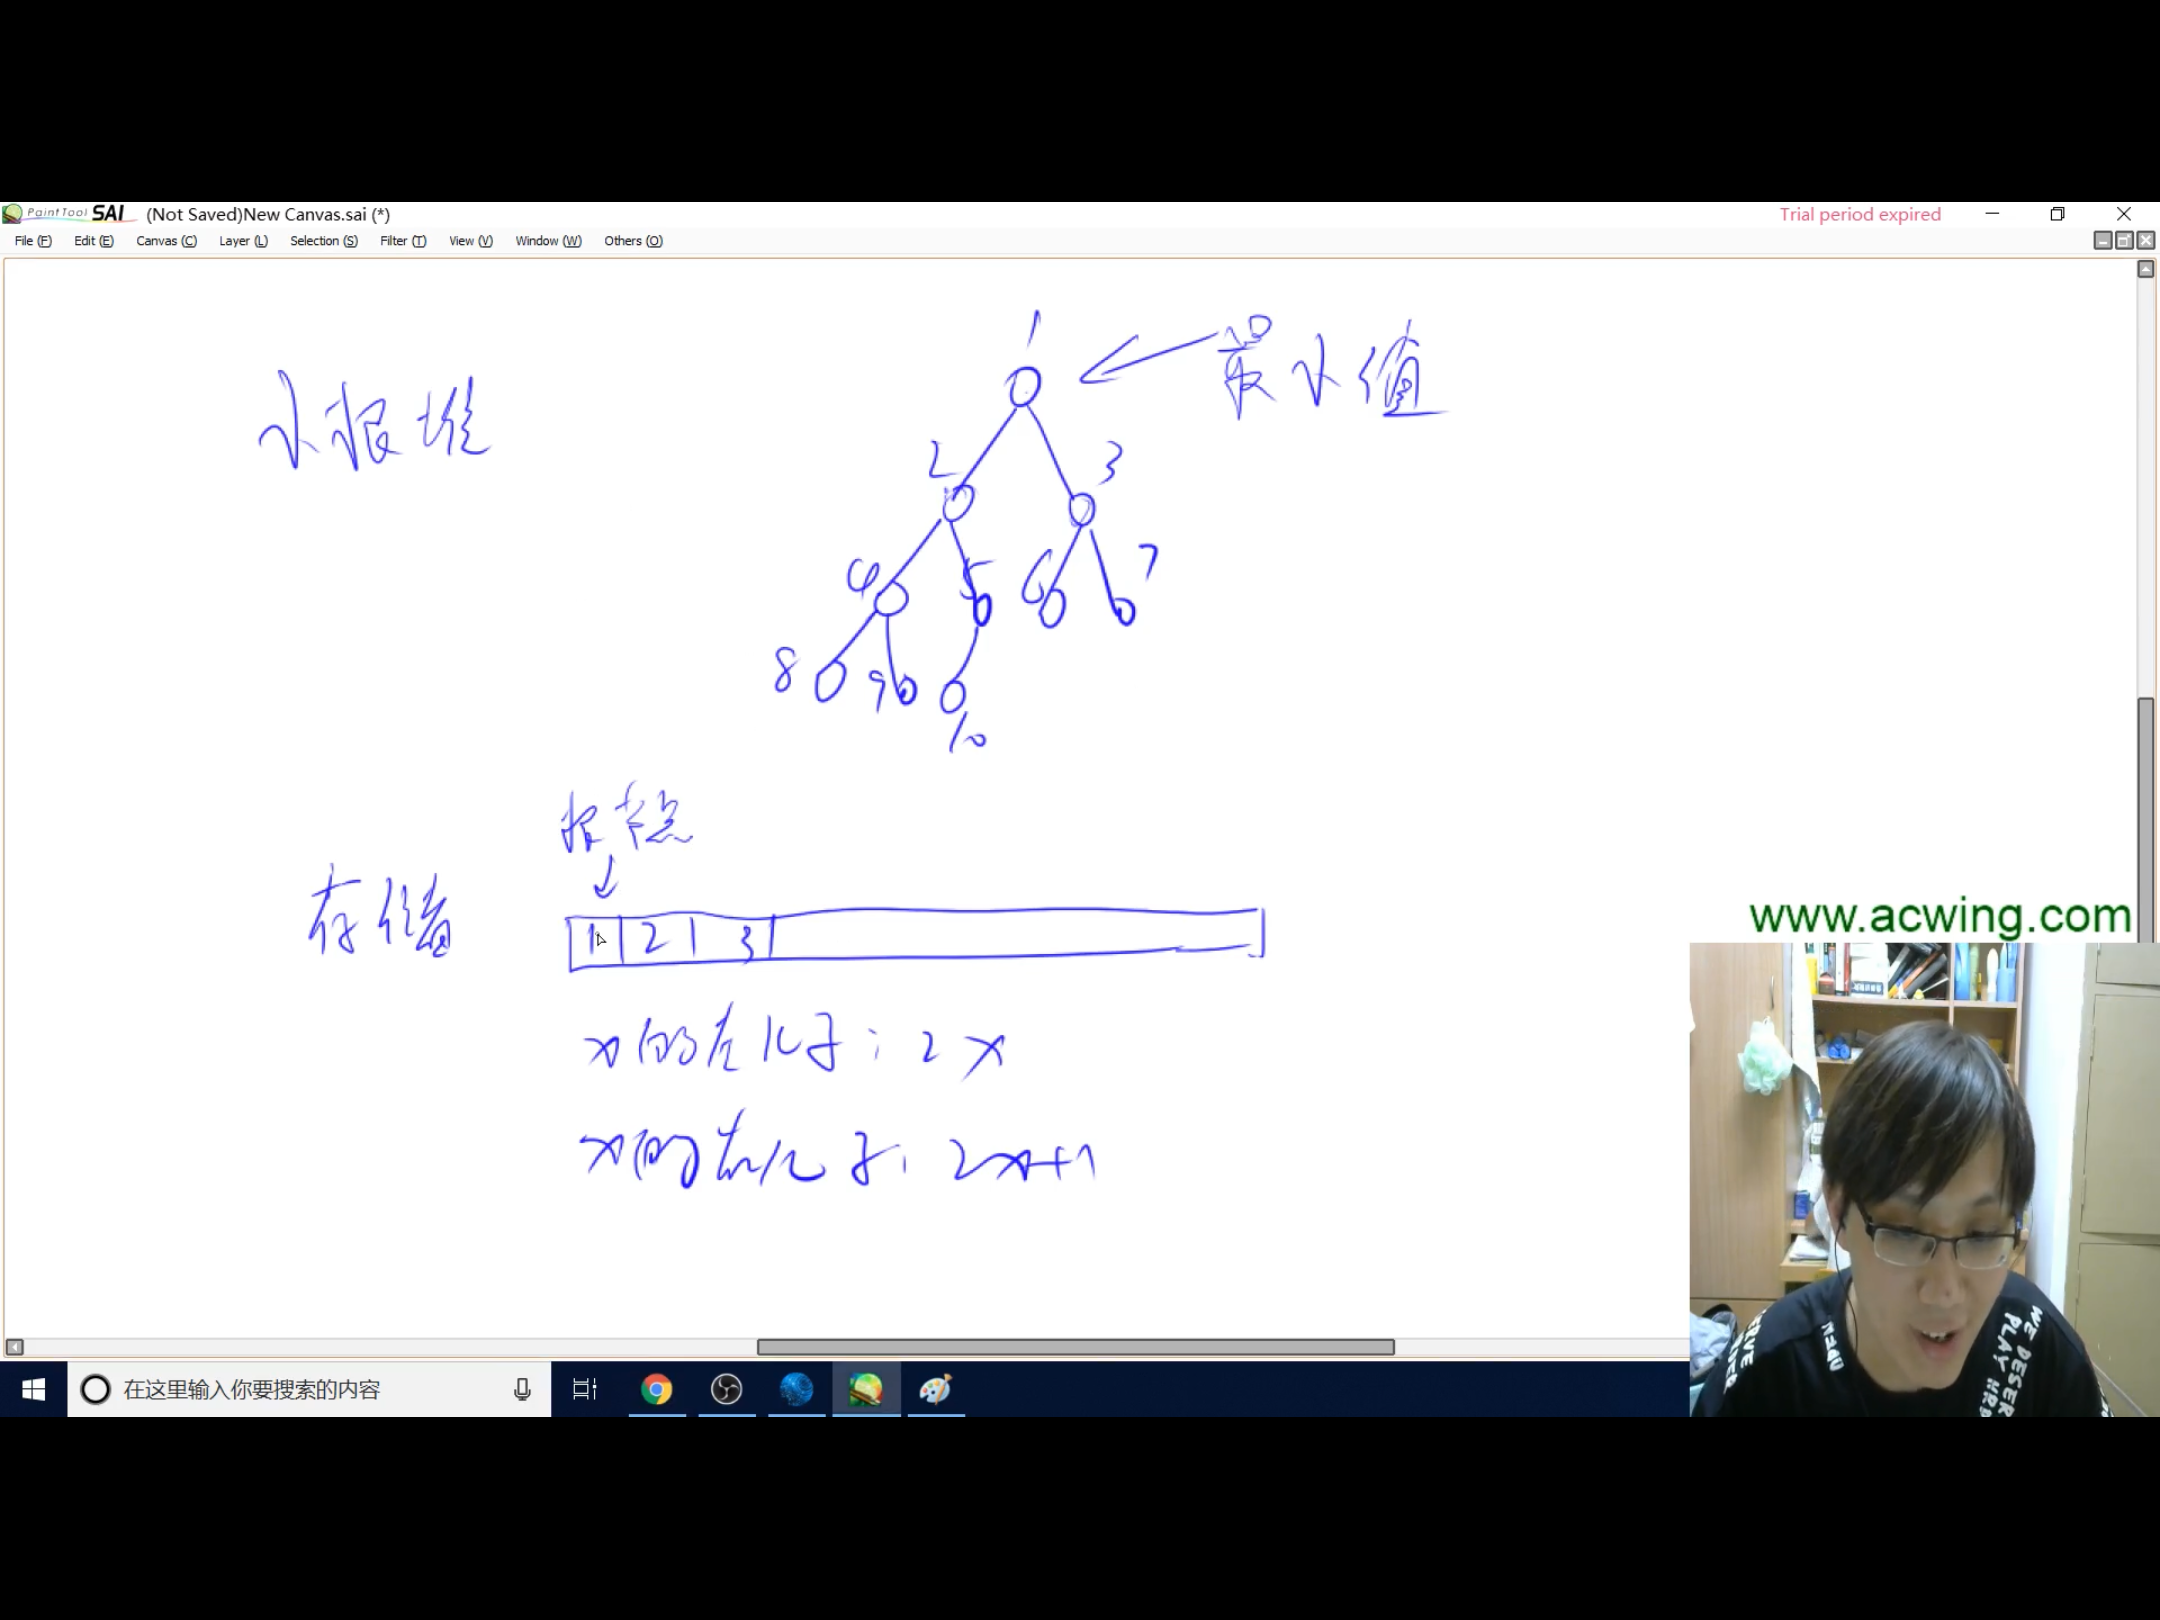 PaintTool SAI (Not Saved)New Canvas.sai (*) Trial period expired
File (F) Edit (E) Canvas (C) Layer (L) Selection (S) Filter (T) View (V) Window (W) Others (O)
1
最小值
小根堆
2 3
4 5 6 7
8 9 10
根节点
存储
1 2 3
x的左儿子: 2x
x的右儿子: 2x+1
www.acwing.com
WE DESER
PLAY
在这里输入你要搜索的内容